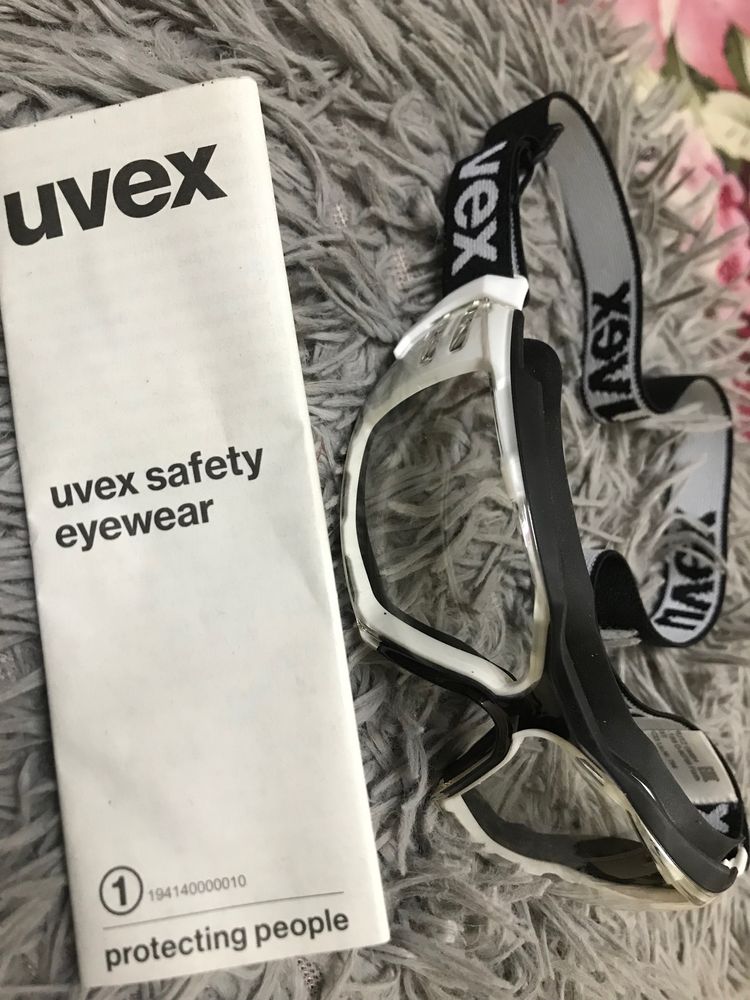 uvex
uvex safety
eyewear
1 194140000010
protecting people
uvex
uvex
uvex